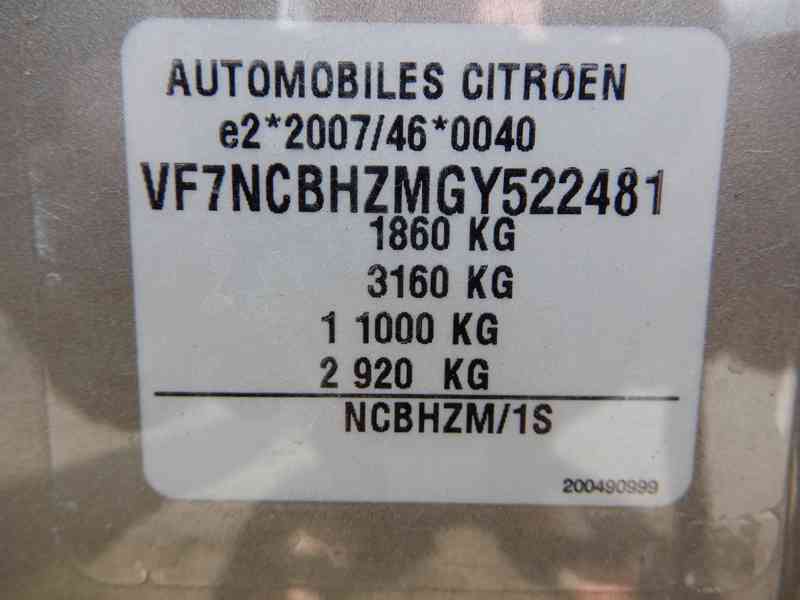 AUTOMOBILES CITROEN
e2*2007/46*0040
VF7NCBHZMGY522481
1860 KG
3160 KG
1 1000 KG
2 920 KG
NCBHZM/1S
200490999